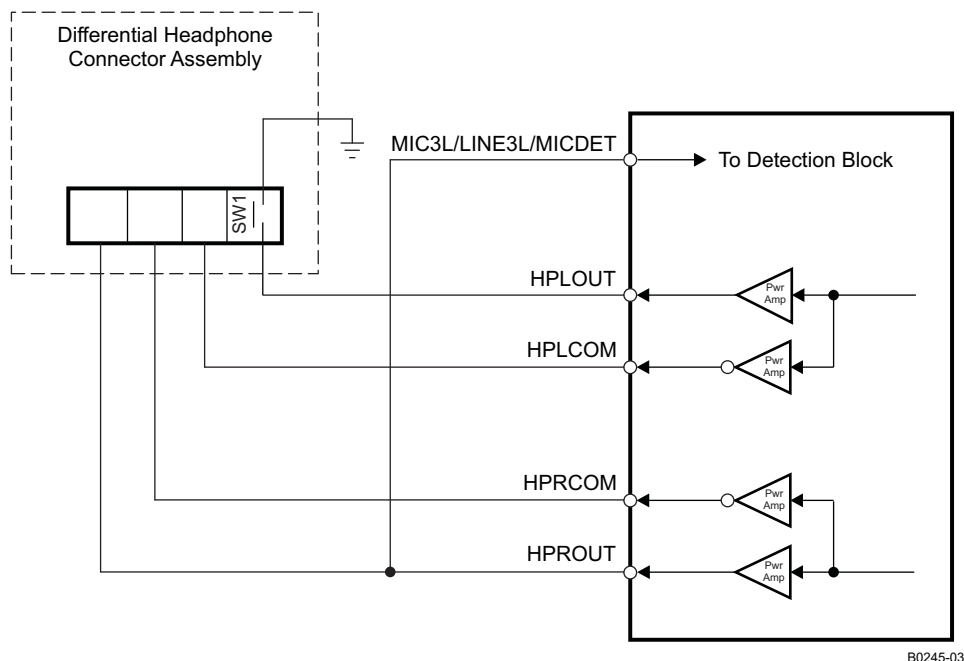 Differential Headphone
Connector Assembly
MIC3L/LINE3L/MICDET
To Detection Block
SW1
HPLOUT
Pwr
Amp
HPLCOM
Pwr
Amp
HPRCOM
Pwr
Amp
HPROUT
Pwr
Amp
B0245-03